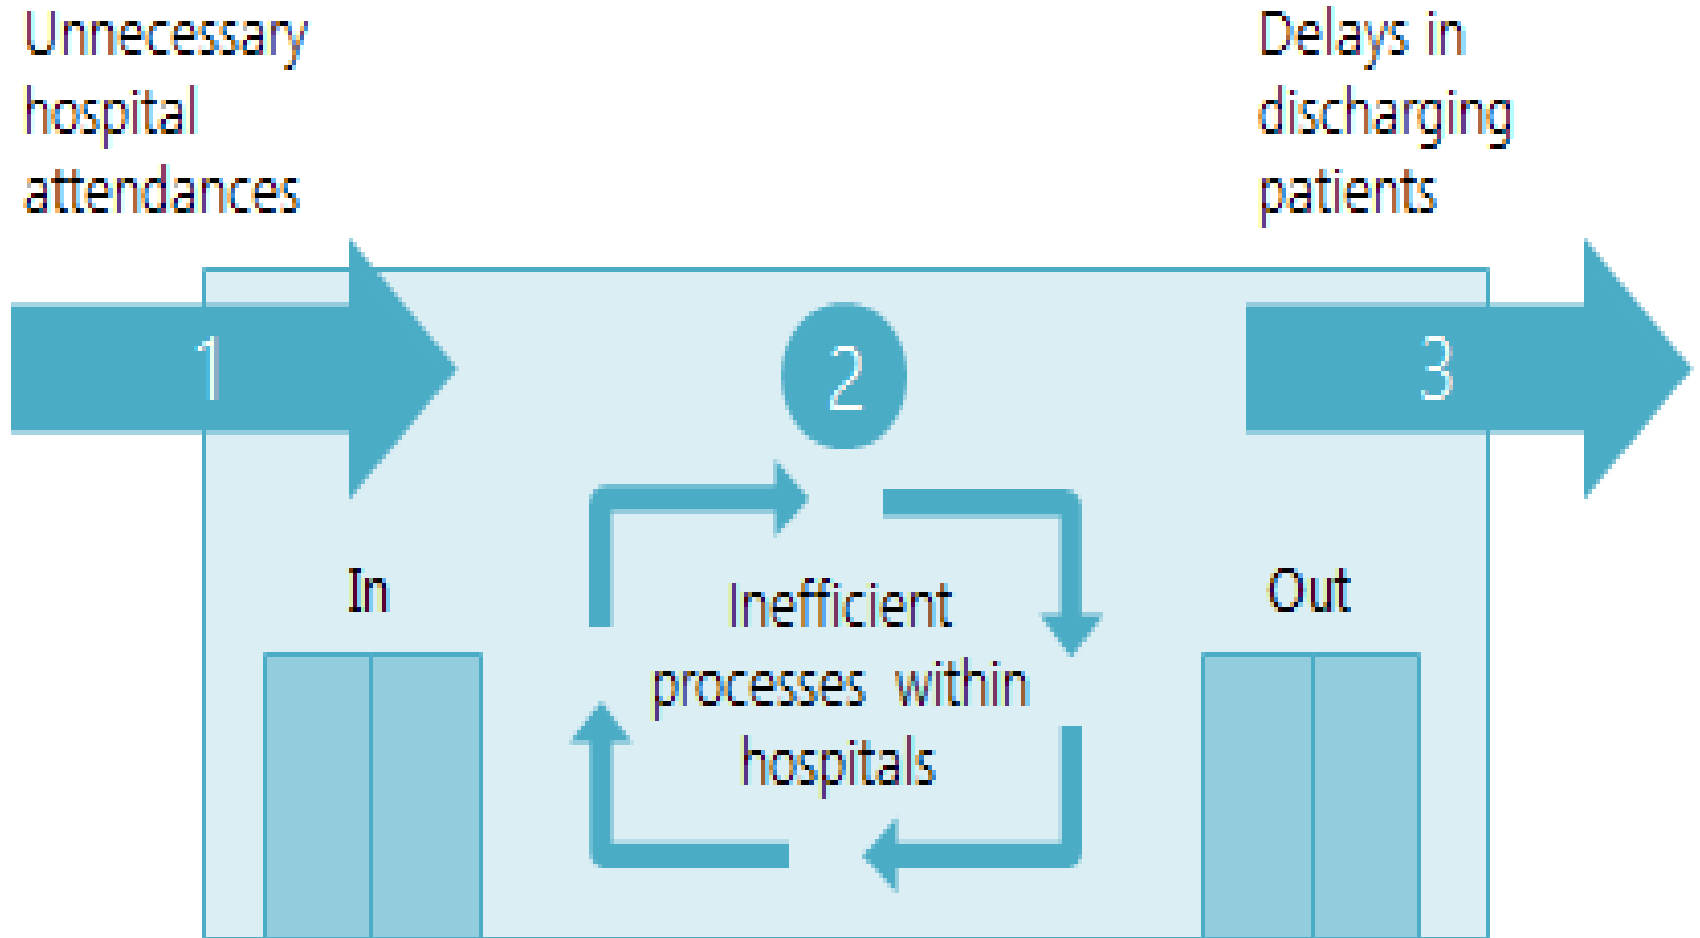 Unnecessary
hospital
attendances
Delays in
discharging
patients
1
2
3
In
Inefficient
processes within
hospitals
Out